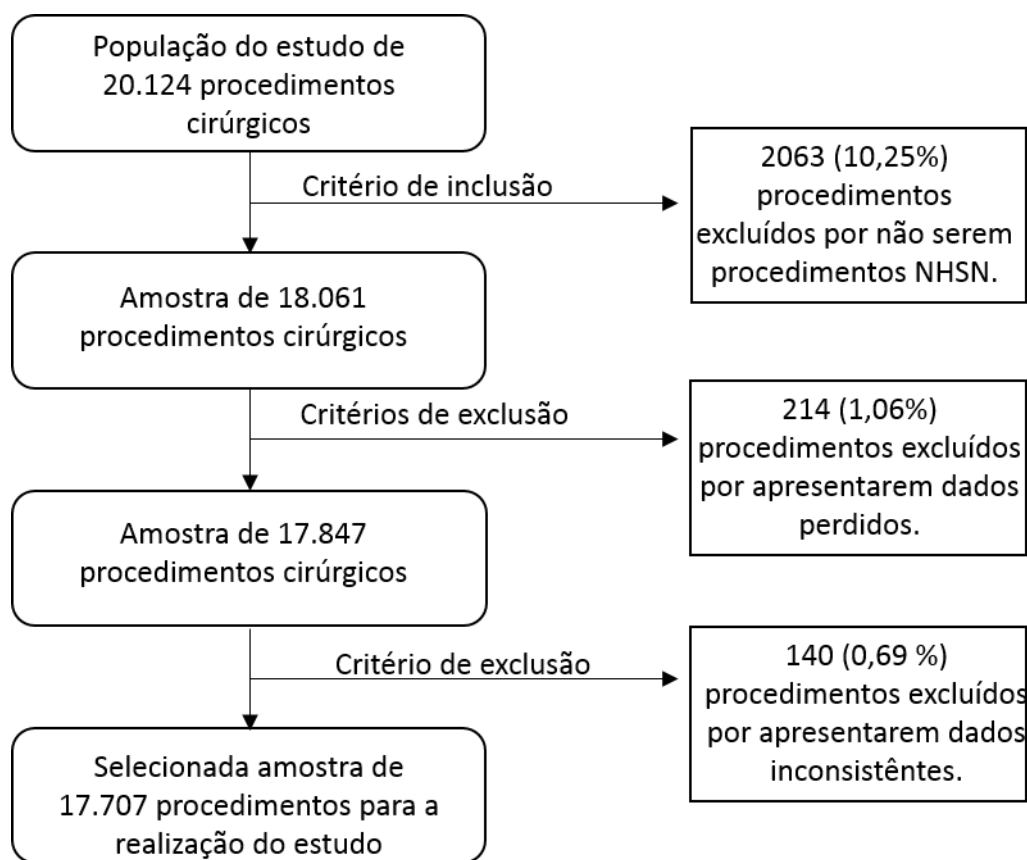 População do estudo de
20.124 procedimentos
cirúrgicos
Critério de inclusão
2063 (10,25%)
procedimentos
excluídos por não serem
procedimentos NHSN.
Amostra de 18.061
procedimentos cirúrgicos
Critérios de exclusão
214 (1,06%)
procedimentos excluídos
por apresentarem dados
perdidos.
Amostra de 17.847
procedimentos cirúrgicos
Critério de exclusão
140 (0,69 %)
procedimentos excluídos
por apresentarem dados
inconsistêntes.
Selecionada amostra de
17.707 procedimentos para a
realização do estudo